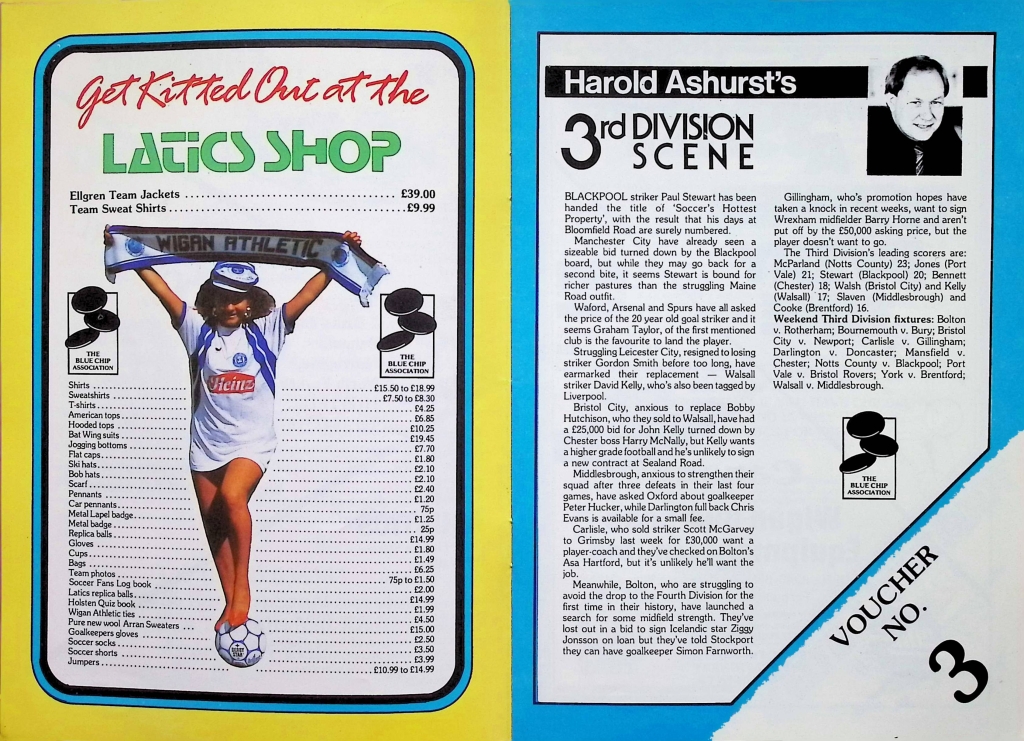 Get Kitted Out at the
LATICS SHOP
Ellgren Team Jackets ........ £39.00
Team Sweat Shirts ........ £9.99
WIGAN ATHLETIC
THE
BLUE CHIP
ASSOCIATION
THE
BLUE CHIP
ASSOCIATION
Heinz
Shirts ........ £15.50 to £18.99
Sweatshirts ........ £7.50 to £8.30
T-shirts ........ £4.25
American tops ........ £6.85
Hooded tops ........ £10.25
Bat Wing suits ........ £19.45
Jogging bottoms ........ £7.70
Flat caps ........ £1.80
Ski hats ........ £2.10
Bob hats ........ £2.10
Scarf ........ £2.40
Pennants ........ £1.20
Car pennants ........ 75p
Metal Lapel badge ........ £1.25
Metal badge ........ 25p
Replica balls ........ £14.99
Gloves ........ £1.80
Cups ........ £1.49
Bags ........ £6.25
Team photos ........ 75p to £1.50
Soccer Fans Log book ........ £2.00
Latics replica balls ........ £14.99
Holsten Quiz book ........ £1.99
Wigan Athletic ties ........ £4.50
Pure new wool Arran Sweaters ........ £15.00
Goalkeepers gloves ........ £2.50
Soccer socks ........ £3.50
Soccer shorts ........ £3.99
Jumpers ........ £10.99 to £14.99
DERBY
STAR
Harold Ashurst's
3rd DIVISION
SCENE
BLACKPOOL striker Paul Stewart has been
handed the title of 'Soccer's Hottest
Property', with the result that his days at
Bloomfield Road are surely numbered.
Manchester City have already seen a
sizeable bid turned down by the Blackpool
board, but while they may go back for a
second bite, it seems Stewart is bound for
richer pastures than the struggling Maine
Road outfit.
Waford, Arsenal and Spurs have all asked
the price of the 20 year old goal striker and it
seems Graham Taylor, of the first mentioned
club is the favourite to land the player.
Struggling Leicester City, resigned to losing
striker Gordon Smith before too long, have
earmarked their replacement — Walsall
striker David Kelly, who's also been tagged by
Liverpool.
Bristol City, anxious to replace Bobby
Hutchison, who they sold to Walsall, have had
a £25,000 bid for John Kelly turned down by
Chester boss Harry McNally, but Kelly wants
a higher grade football and he's unlikely to sign
a new contract at Sealand Road.
Middlesbrough, anxious to strengthen their
squad after three defeats in their last four
games, have asked Oxford about goalkeeper
Peter Hucker, while Darlington full back Chris
Evans is available for a small fee.
Carlisle, who sold striker Scott McGarvey
to Grimsby last week for £30,000 want a
player-coach and they've checked on Bolton's
Asa Hartford, but it's unlikely he'll want the
job.
Meanwhile, Bolton, who are struggling to
avoid the drop to the Fourth Division for the
first time in their history, have launched a
search for some midfield strength. They've
lost out in a bid to sign Icelandic star Ziggy
Jonsson on loan but they've told Stockport
they can have goalkeeper Simon Farnworth.
Gillingham, who's promotion hopes have
taken a knock in recent weeks, want to sign
Wrexham midfielder Barry Horne and aren't
put off by the £50,000 asking price, but the
player doesn't want to go.
The Third Division's leading scorers are:
McParland (Notts County) 23; Jones (Port
Vale) 21; Stewart (Blackpool) 20; Bennett
(Chester) 18; Walsh (Bristol City) and Kelly
(Walsall) 17; Slaven (Middlesbrough) and
Cooke (Brentford) 16.
Weekend Third Division fixtures: Bolton
v. Rotherham; Bournemouth v. Bury; Bristol
City v. Newport; Carlisle v. Gillingham;
Darlington v. Doncaster; Mansfield v.
Chester; Notts County v. Blackpool; Port
Vale v. Bristol Rovers; York v. Brentford;
Walsall v. Middlesbrough.
THE
BLUE CHIP
ASSOCIATION
VOUCHER
NO.
3